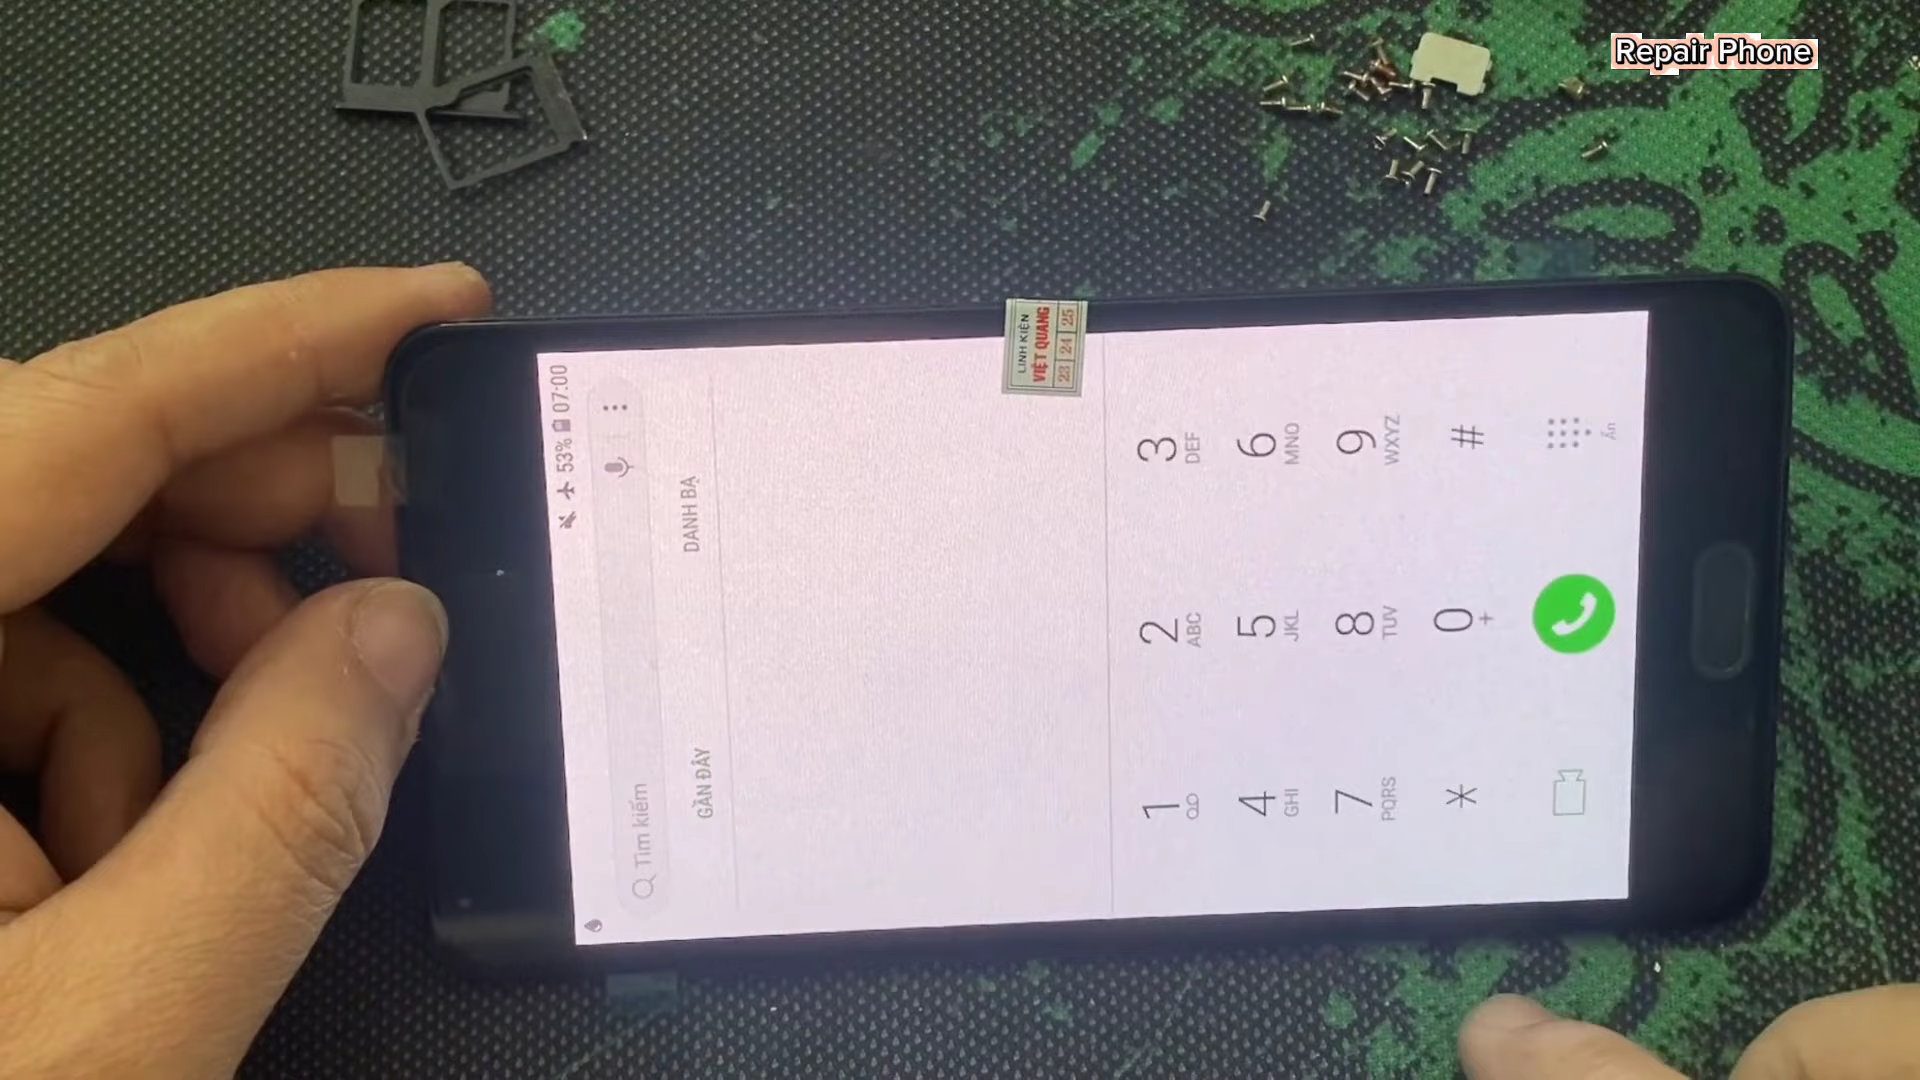 Repair Phone
53% 07:00
Tìm kiếm
GẦN ĐÂY DANH BẠ
LINH KIỆN
VIỆT QUANG
23 24 25
1 2 3
ABC DEF
4 5 6
GHI JKL MNO
7 8 9
PQRS TUV WXYZ
* 0 #
+
Ẩn